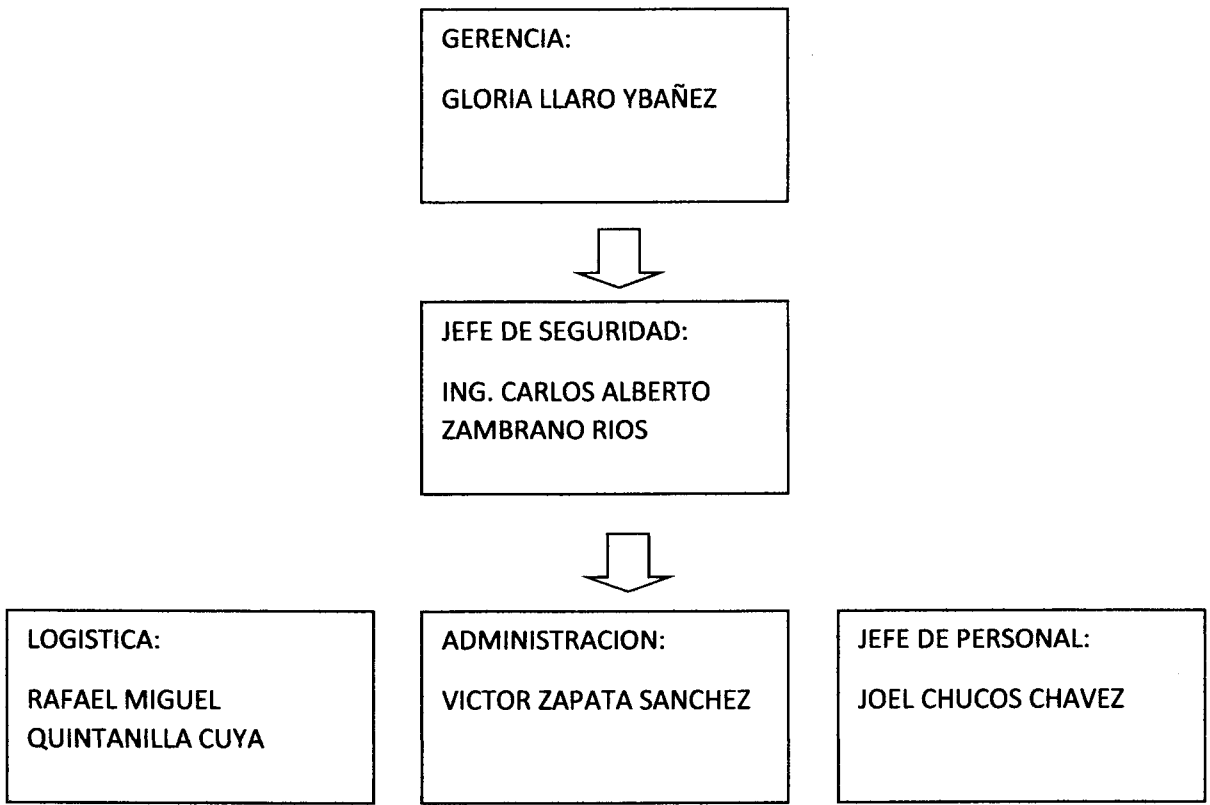 GERENCIA:
GLORIA LLARO YBAÑEZ
JEFE DE SEGURIDAD:
ING. CARLOS ALBERTO
ZAMBRANO RIOS
LOGISTICA:
RAFAEL MIGUEL
QUINTANILLA CUYA
ADMINISTRACION:
VICTOR ZAPATA SANCHEZ
JEFE DE PERSONAL:
JOEL CHUCOS CHAVEZ